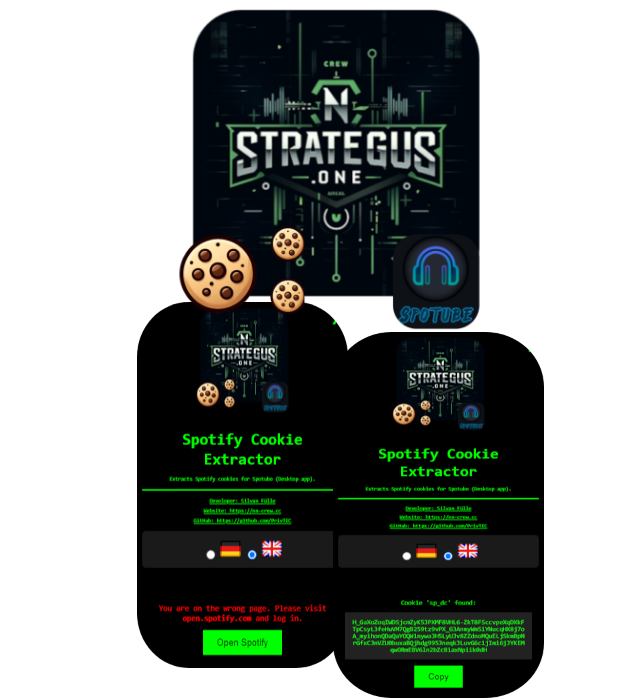 CREW
N
STRATEGUS
.ONE
SPOTUBE
N
STRATEGUS
.ONE
Spotify Cookie
Extractor
Extracts Spotify cookies for Spotube (Desktop app).
Developer: Silvan Fülle
Website: https://nn-crew.cc
GitHub: https://github.com/PrivTEC
You are on the wrong page. Please visit
open.spotify.com and log in.
Open Spotify
N
STRATEGUS
.ONE
Spotify Cookie
Extractor
Extracts Spotify cookies for Spotube (Desktop app).
Developer: Silvan Fülle
Website: https://nn-crew.cc
GitHub: https://github.com/PrivTEC
Cookie 'sp_dc' found:
Copy